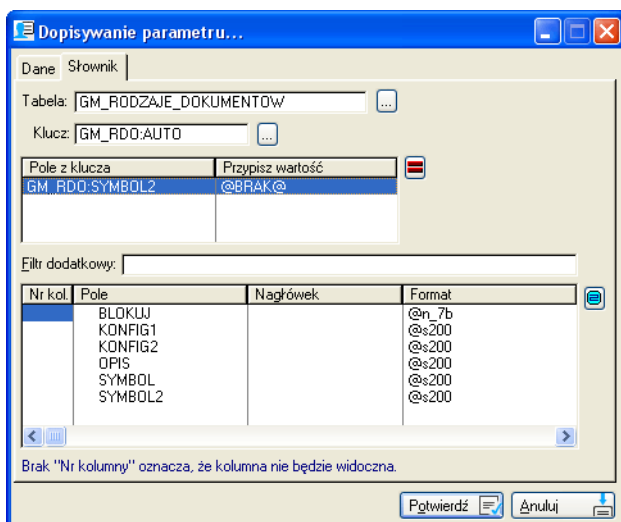 Dopisywanie parametru...
Dane Słownik
Tabela: GM_RODZAJE_DOKUMENTOW ...
Klucz: GM_RDO:AUTO ...
Pole z klucza Przypisz wartość
GM_RDO:SYMBOL2 @BRAK@
Filtr dodatkowy:
Nr kol. Pole Nagłówek Format
BLOKUJ @n_7b
KONFIG1 @s200
KONFIG2 @s200
OPIS @s200
SYMBOL @s200
SYMBOL2 @s200
Brak "Nr kolumny" oznacza, że kolumna nie będzie widoczna.
Potwierdź Anuluj